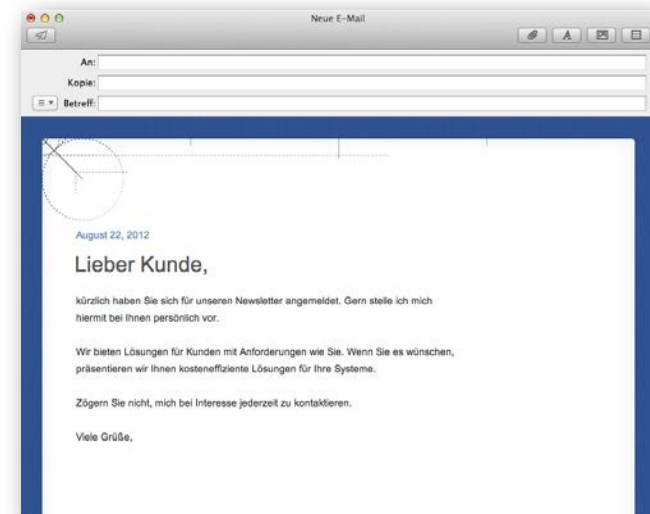 Neue E-Mail
An:
Kopie:
Betreff:
August 22, 2012
Lieber Kunde,
kürzlich haben Sie sich für unseren Newsletter angemeldet. Gern stelle ich mich
hiermit bei Ihnen persönlich vor.
Wir bieten Lösungen für Kunden mit Anforderungen wie Sie. Wenn Sie es wünschen,
präsentieren wir Ihnen kosteneffiziente Lösungen für Ihre Systeme.
Zögern Sie nicht, mich bei Interesse jederzeit zu kontaktieren.
Viele Grüße,